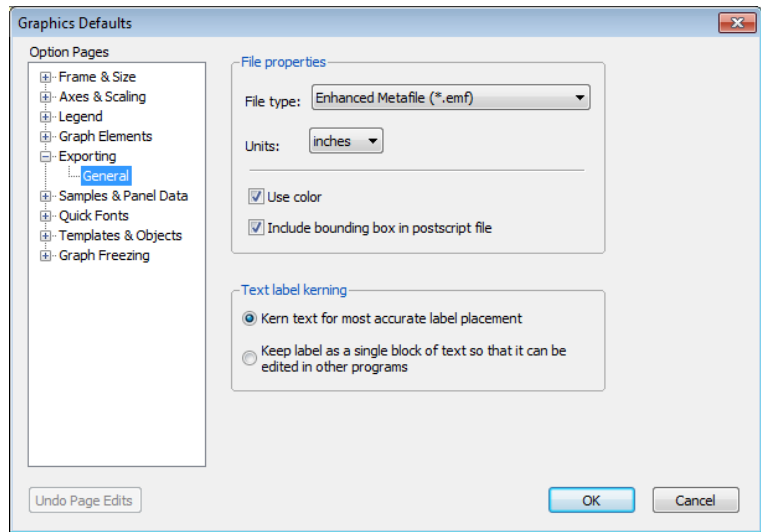 Graphics Defaults
Option Pages
Frame & Size
Axes & Scaling
Legend
Graph Elements
Exporting
General
Samples & Panel Data
Quick Fonts
Templates & Objects
Graph Freezing
File properties
File type: Enhanced Metafile (*.emf)
Units: inches
Use color
Include bounding box in postscript file
Text label kerning
Kern text for most accurate label placement
Keep label as a single block of text so that it can be
edited in other programs
Undo Page Edits
OK
Cancel